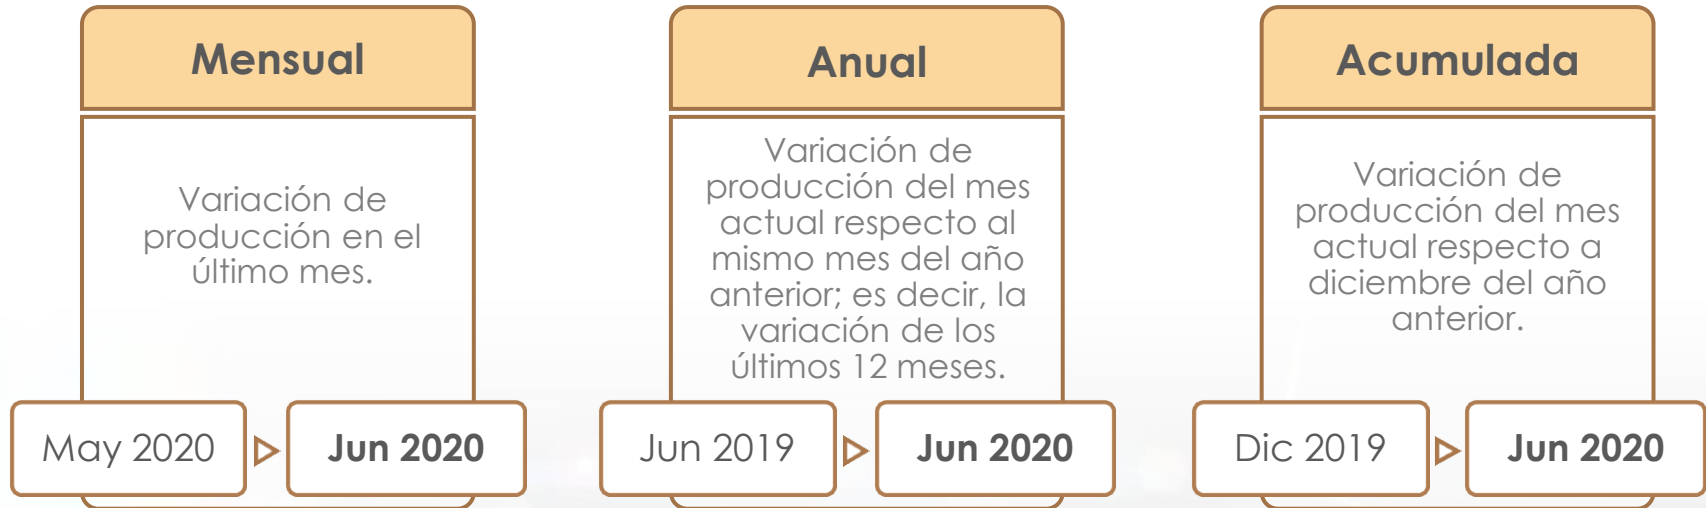 Mensual
Variación de
producción en el
último mes.
May 2020
Jun 2020
Anual
Variación de
producción del mes
actual respecto al
mismo mes del año
anterior; es decir, la
variación de los
últimos 12 meses.
Jun 2019
Jun 2020
Acumulada
Variación de
producción del mes
actual respecto a
diciembre del año
anterior.
Dic 2019
Jun 2020